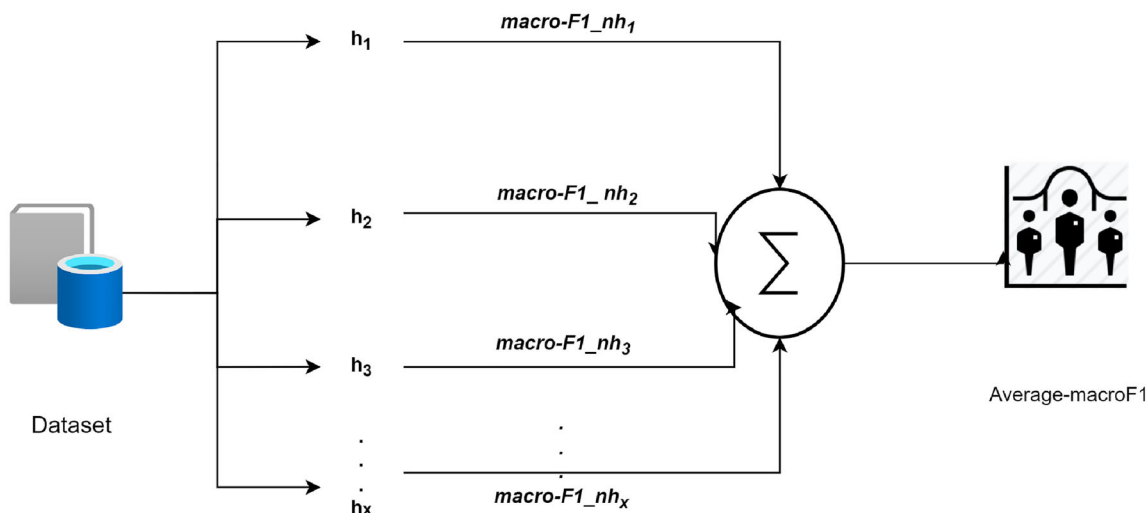 h₁
macro-F1_nh₁
h₂
macro-F1_ nh₂
Σ
h₃
macro-F1_nh₃
Dataset
Average-macroF1
.
.
.
.
.
.
hₓ
macro-F1_nhₓ